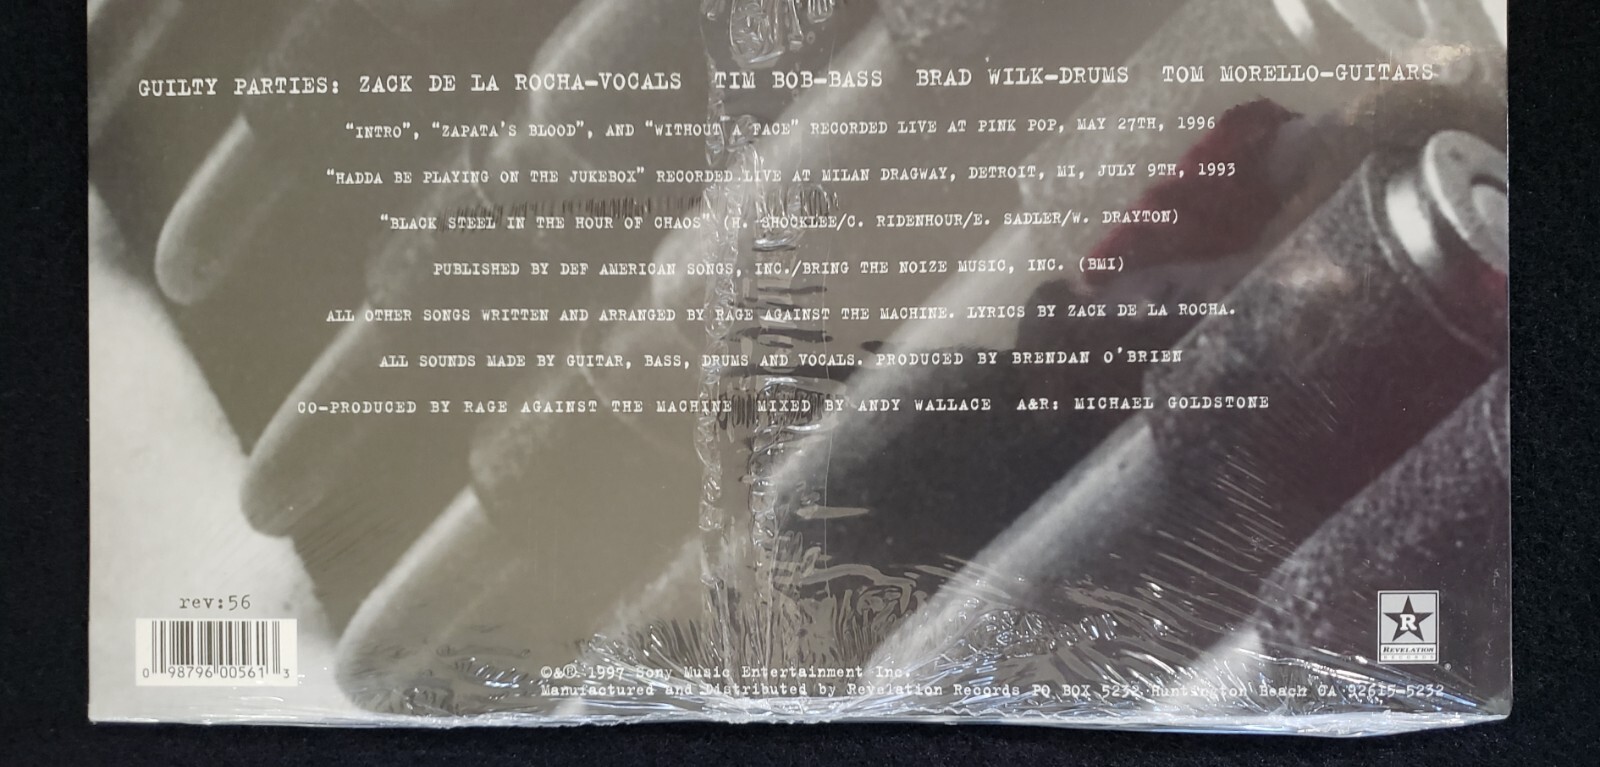 GUILTY PARTIES: ZACK DE LA ROCHA-VOCALS TIM BOB-BASS BRAD WILK-DRUMS TOM MORELLO-GUITARS
"INTRO", "ZAPATA'S BLOOD", AND "WITHOUT A FACE" RECORDED LIVE AT PINK POP, MAY 27TH, 1996
"HADDA BE PLAYING ON THE JUKEBOX" RECORDED LIVE AT MILAN DRAGWAY, DETROIT, MI, JULY 9TH, 1993
"BLACK STEEL IN THE HOUR OF CHAOS" (H. SHOCKLEE/C. RIDENHOUR/E. SADLER/W. DRAYTON)
PUBLISHED BY DEF AMERICAN SONGS, INC./BRING THE NOIZE MUSIC, INC. (BMI)
ALL OTHER SONGS WRITTEN AND ARRANGED BY RAGE AGAINST THE MACHINE. LYRICS BY ZACK DE LA ROCHA.
ALL SOUNDS MADE BY GUITAR, BASS, DRUMS AND VOCALS. PRODUCED BY BRENDAN O'BRIEN
CO-PRODUCED BY RAGE AGAINST THE MACHINE MIXED BY ANDY WALLACE A&R: MICHAEL GOLDSTONE
rev:56
0 98796 00561 3
R
REVELATION
RECORDS
©&℗ 1997 Sony Music Entertainment Inc.
Manufactured and Distributed by Revelation Records PO BOX 5232 Huntington Beach CA 92615-5232